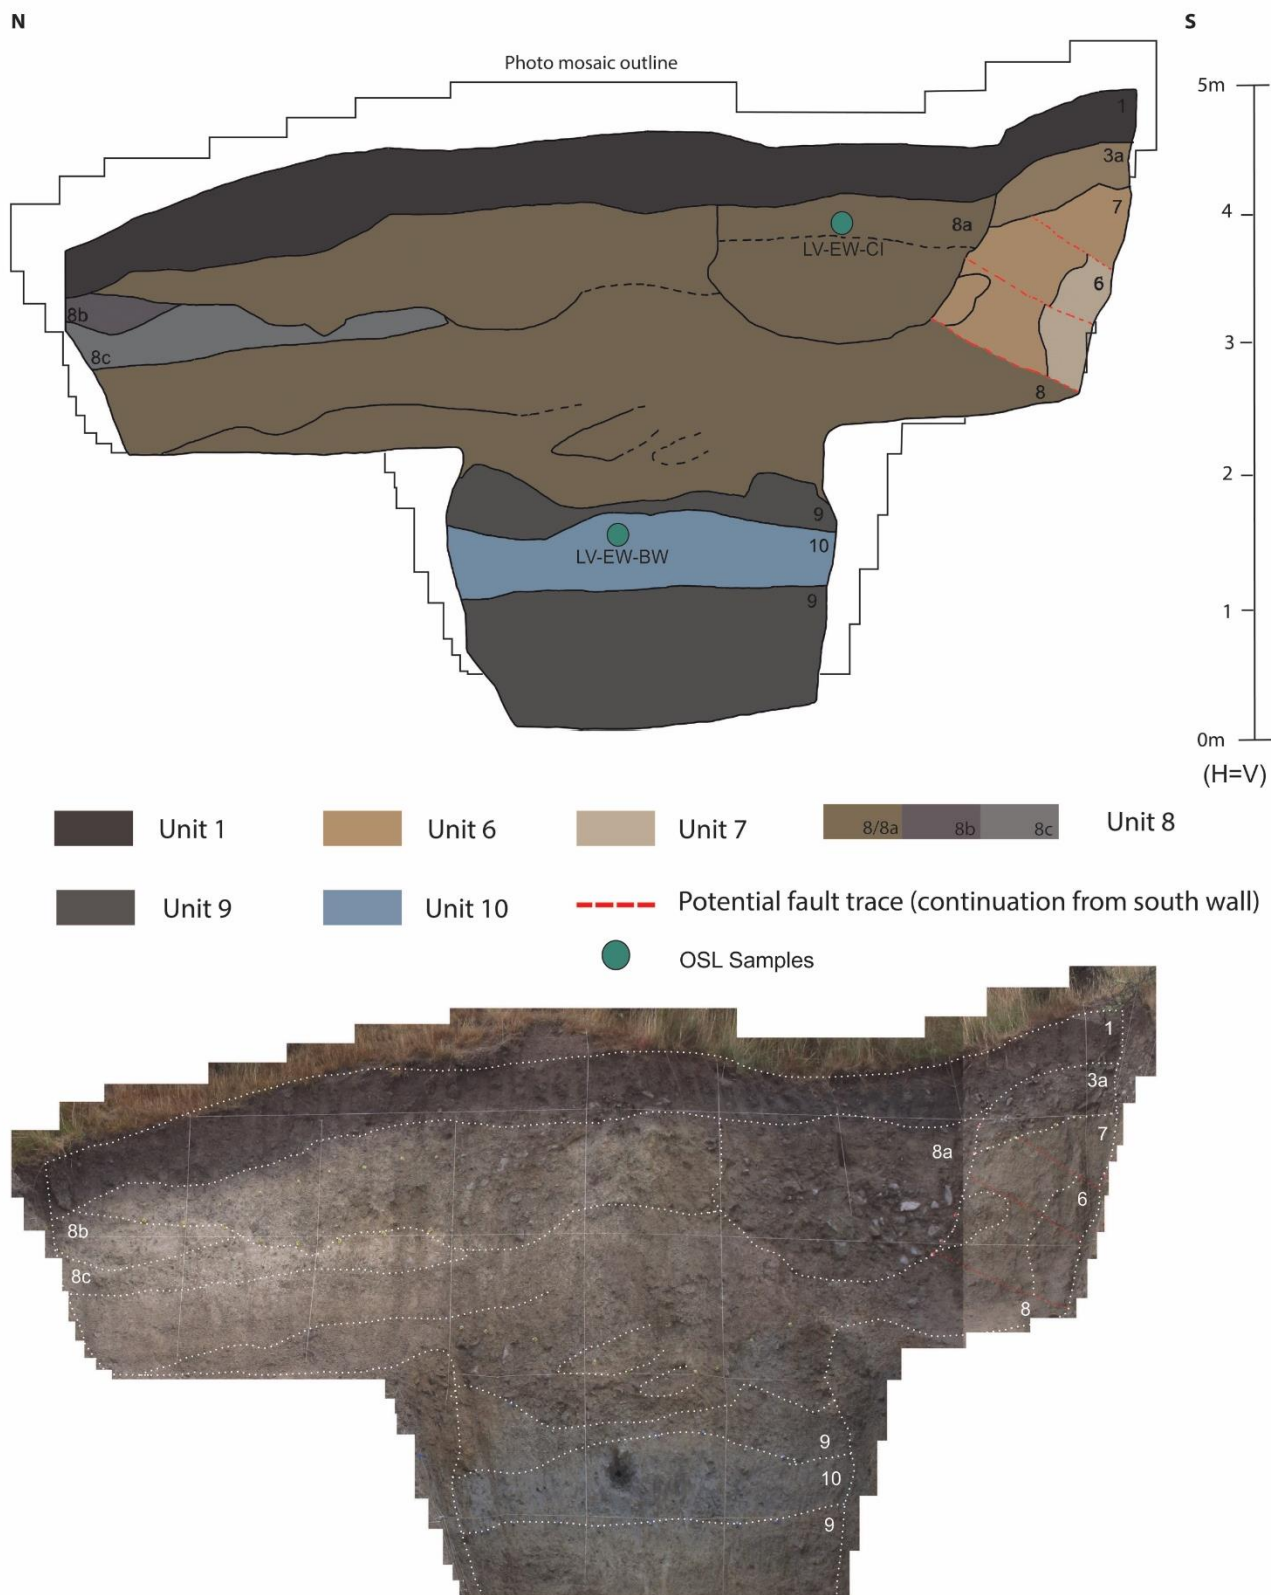 N
S
Photo mosaic outline
5m
1
3a
4
7
8a
LV-EW-CI
6
8b
3
8c
8
2
9
10
LV-EW-BW
9
1
0m
(H=V)
Unit 1
Unit 6
Unit 7
8/8a 8b 8c
Unit 8
Unit 9
Unit 10
Potential fault trace (continuation from south wall)
OSL Samples
1
3a
7
8a
6
8b
8c
8
9
10
9